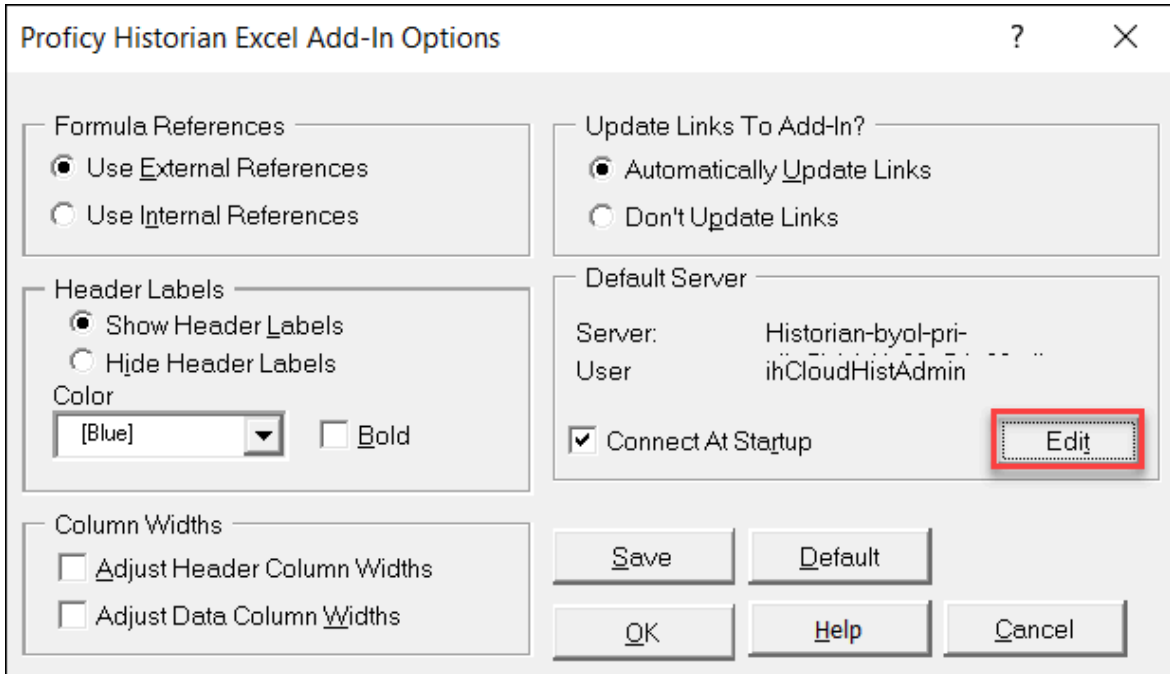 Proficy Historian Excel Add-In Options
?
Formula References
Use External References
Use Internal References
Update Links To Add-In?
Automatically Update Links
Don't Update Links
Header Labels
Show Header Labels
Hide Header Labels
Color
[Blue]
Bold
Default Server
Server: Historian-byol-pri-
User ihCloudHistAdmin
Connect At Startup
Edit
Column Widths
Adjust Header Column Widths
Adjust Data Column Widths
Save
Default
OK
Help
Cancel